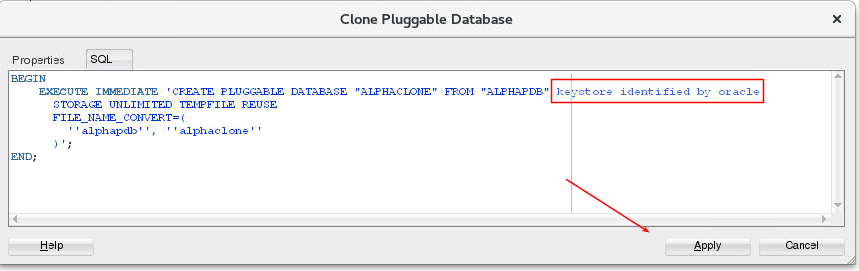 Clone Pluggable Database
Properties SQL
BEGIN
EXECUTE IMMEDIATE 'CREATE PLUGGABLE DATABASE "ALPHACLONE" FROM "ALPHAPDB" keystore identified by oracle
STORAGE UNLIMITED TEMPFILE REUSE
FILE_NAME_CONVERT=(
''alphapdb'', ''alphaclone''
)';
END;
Help Apply Cancel